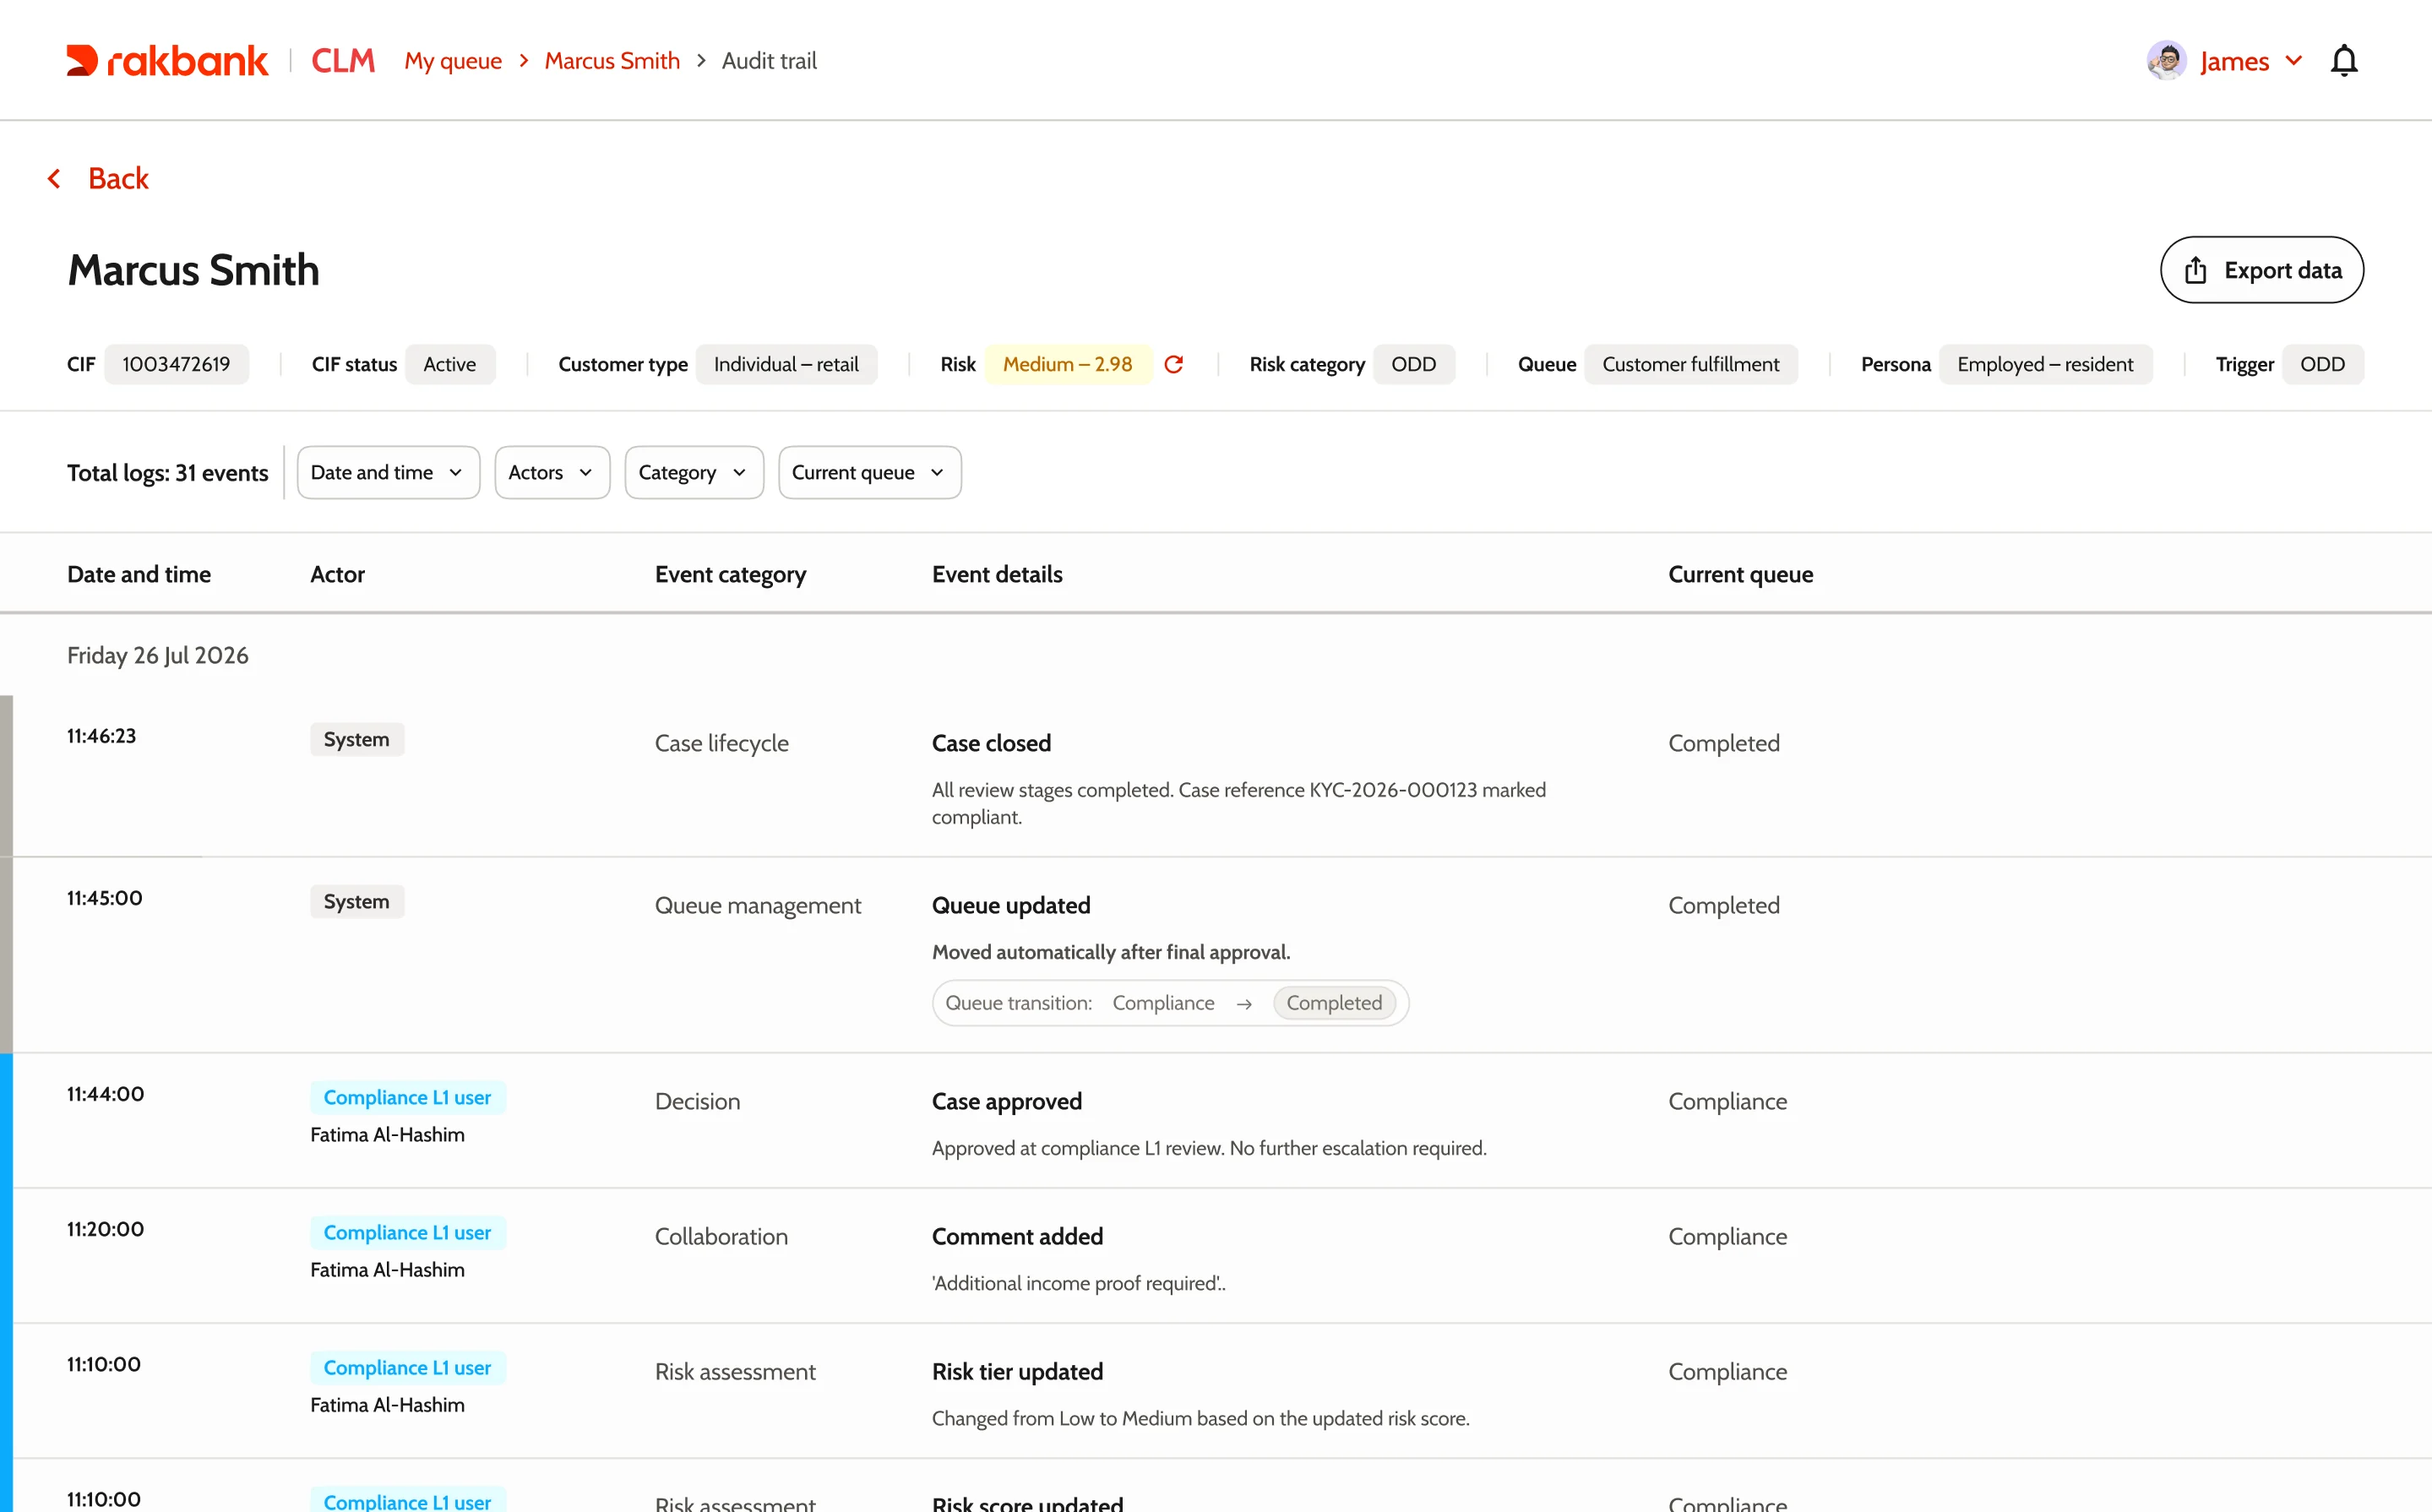 rakbank
CLM
My queue > Marcus Smith > Audit trail
James
Back
Marcus Smith
Export data
CIF 1003472619 CIF status Active Customer type Individual – retail Risk Medium – 2.98 Risk category ODD Queue Customer fulfillment Persona Employed – resident Trigger ODD
Total logs: 31 events Date and time Actors Category Current queue
Date and time Actor Event category Event details Current queue
Friday 26 Jul 2026
11:46:23 System Case lifecycle Case closed Completed
All review stages completed. Case reference KYC-2026-000123 marked
compliant.
11:45:00 System Queue management Queue updated Completed
Moved automatically after final approval.
Queue transition: Compliance → Completed
11:44:00 Compliance L1 user Decision Case approved Compliance
Fatima Al-Hashim
Approved at compliance L1 review. No further escalation required.
11:20:00 Compliance L1 user Collaboration Comment added Compliance
Fatima Al-Hashim
'Additional income proof required'..
11:10:00 Compliance L1 user Risk assessment Risk tier updated Compliance
Fatima Al-Hashim
Changed from Low to Medium based on the updated risk score.
11:10:00 Compliance L1 user Risk assessment Risk score updated Compliance